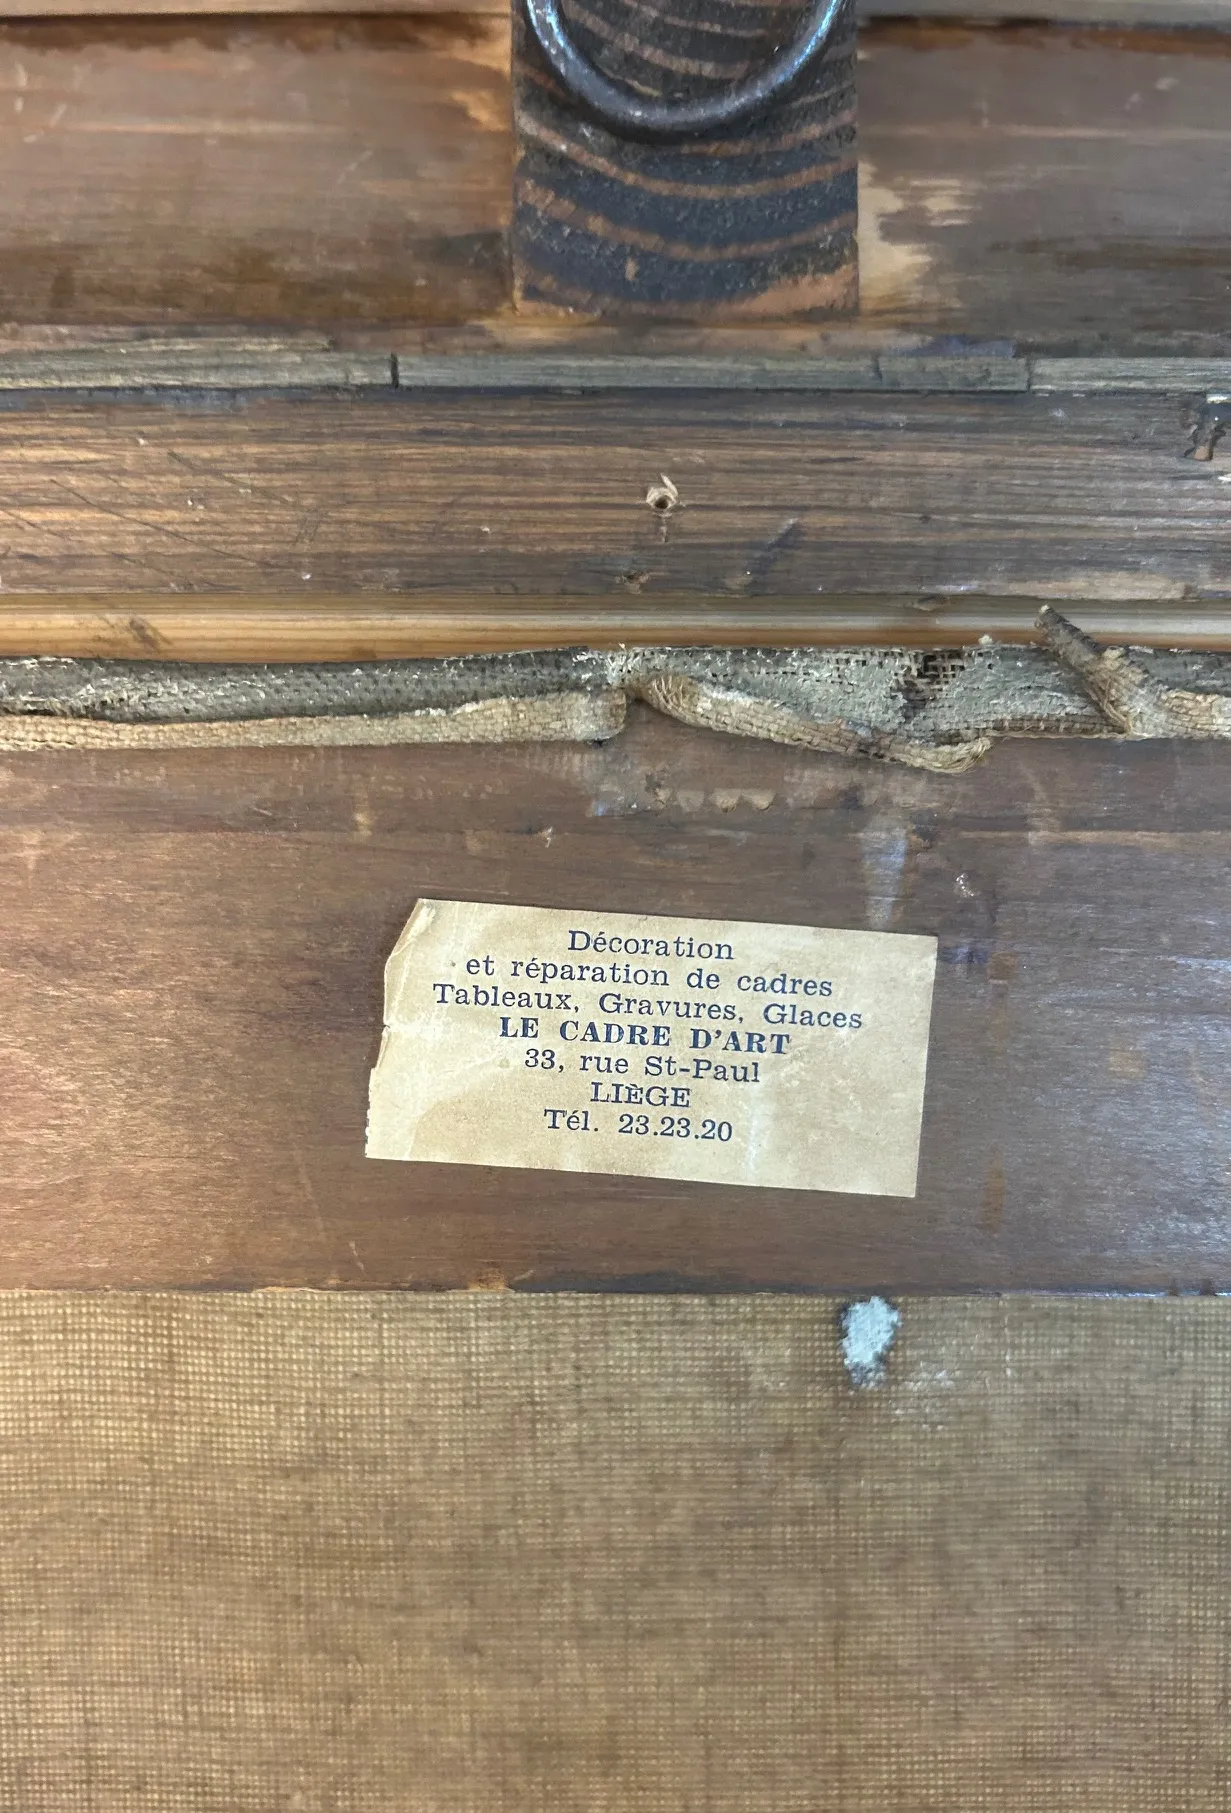 Décoration
et réparation de cadres
Tableaux, Gravures, Glaces
LE CADRE D'ART
33, rue St-Paul
LIÈGE
Tél. 23.23.20